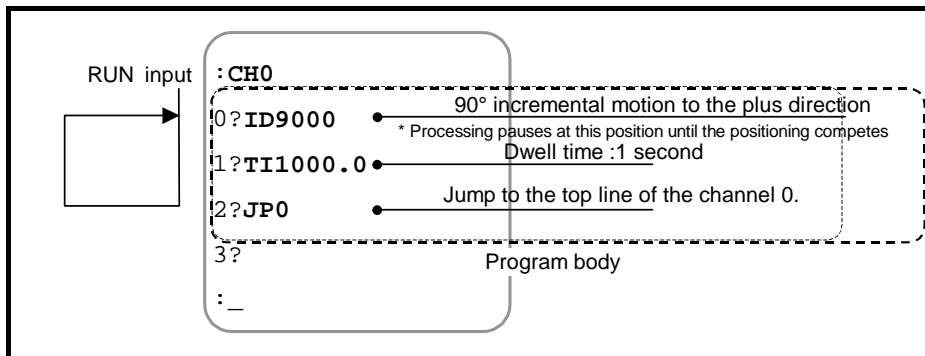 :CH0
RUN input
0?ID9000
90° incremental motion to the plus direction
* Processing pauses at this position until the positioning competes
1?TI1000.0
Dwell time :1 second
2?JP0
Jump to the top line of the channel 0.
3?
Program body
:_